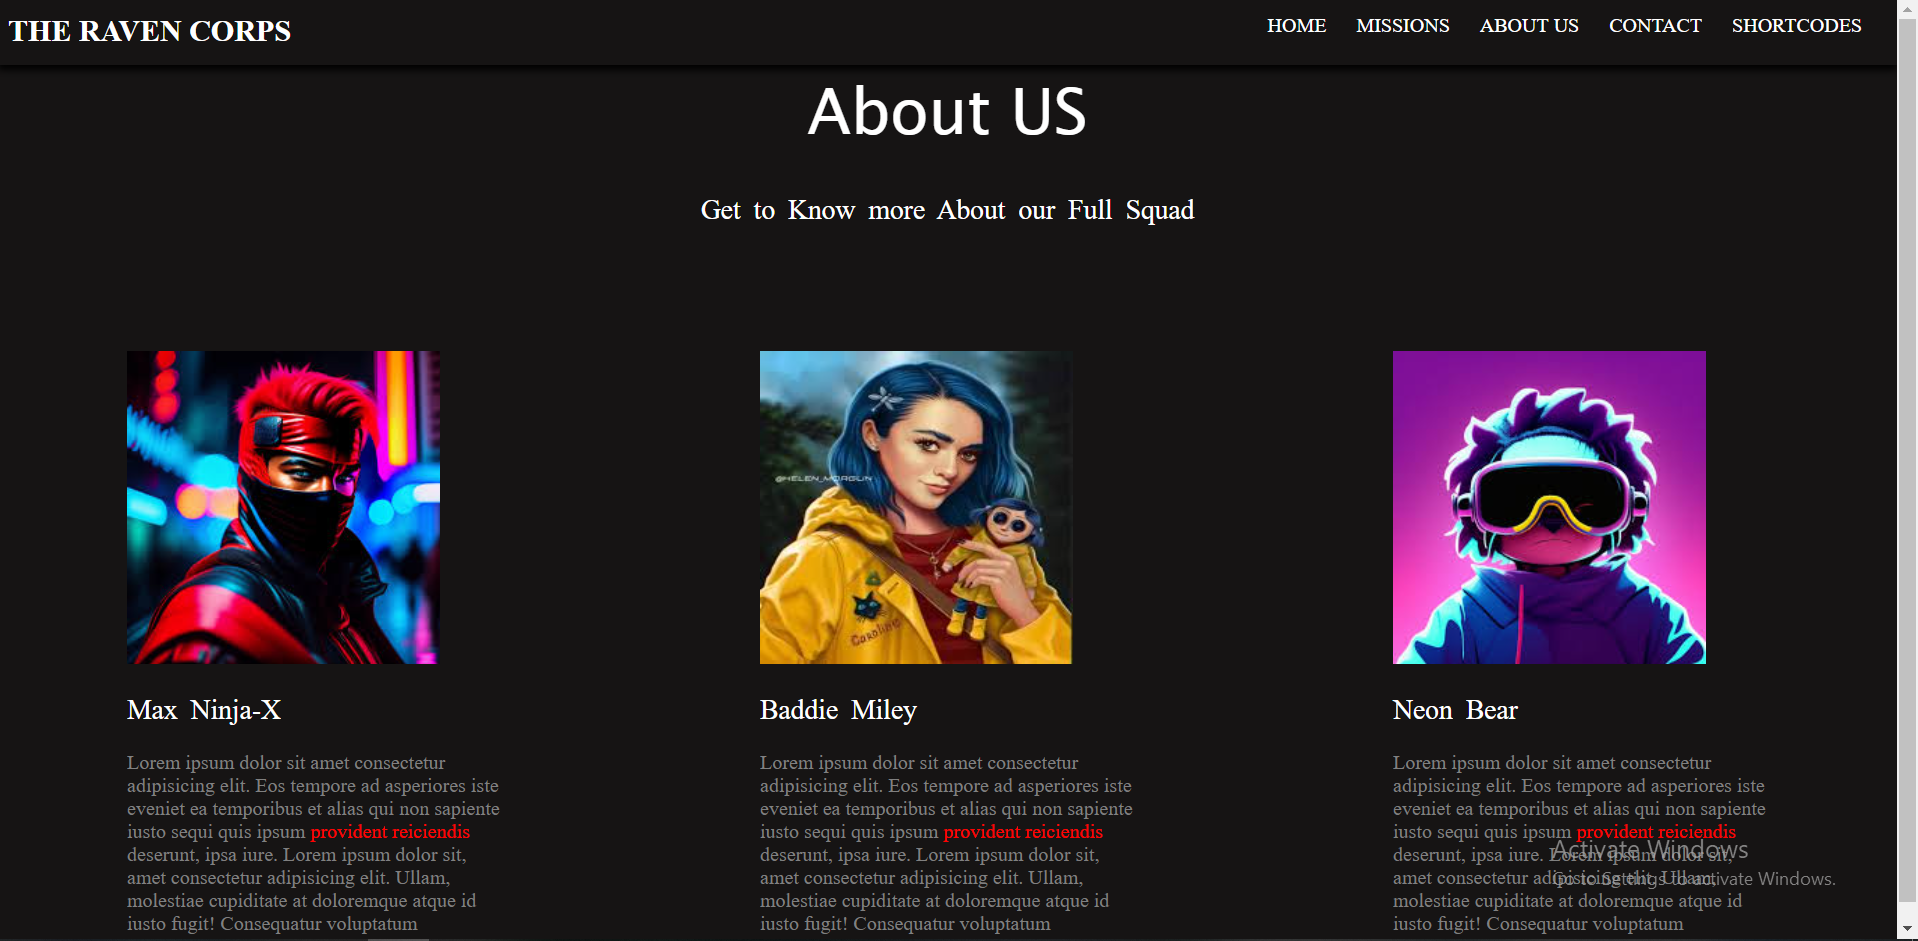 THE RAVEN CORPS
HOME MISSIONS ABOUT US CONTACT SHORTCODES
About US
Get to Know more About our Full Squad
@HELEN_MORGUN
Caroline
Max Ninja-X
Lorem ipsum dolor sit amet consectetur
adipisicing elit. Eos tempore ad asperiores iste
eveniet ea temporibus et alias qui non sapiente
iusto sequi quis ipsum provident reiciendis
deserunt, ipsa iure. Lorem ipsum dolor sit,
amet consectetur adipisicing elit. Ullam,
molestiae cupiditate at doloremque atque id
iusto fugit! Consequatur voluptatum
Baddie Miley
Lorem ipsum dolor sit amet consectetur
adipisicing elit. Eos tempore ad asperiores iste
eveniet ea temporibus et alias qui non sapiente
iusto sequi quis ipsum provident reiciendis
deserunt, ipsa iure. Lorem ipsum dolor sit,
amet consectetur adipisicing elit. Ullam,
molestiae cupiditate at doloremque atque id
iusto fugit! Consequatur voluptatum
Neon Bear
Lorem ipsum dolor sit amet consectetur
adipisicing elit. Eos tempore ad asperiores iste
eveniet ea temporibus et alias qui non sapiente
iusto sequi quis ipsum provident reiciendis
deserunt, ipsa iure. Lorem ipsum dolor sit,
amet consectetur adipisicing elit. Ullam,
molestiae cupiditate at doloremque atque id
iusto fugit! Consequatur voluptatum
Activate Windows
Go to Settings to activate Windows.